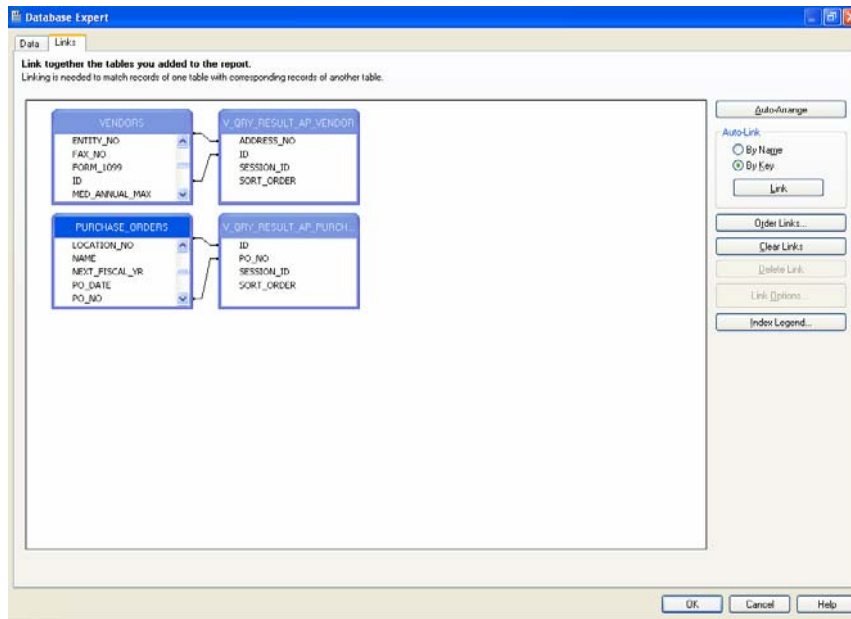 Database Expert
Data
Links
Link together the tables you added to the report.
Linking is needed to match records of one table with corresponding records of another table.
VENDORS
ENTITY_NO
FAX_NO
FORM_1099
ID
MED_ANNUAL_MAX
V_QRY_RESULT_AP_VENDOR
ADDRESS_NO
ID
SESSION_ID
SORT_ORDER
PURCHASE_ORDERS
LOCATION_NO
NAME
NEXT_FISCAL_YR
PO_DATE
PO_NO
V_QRY_RESULT_AP_PURCH...
ID
PO_NO
SESSION_ID
SORT_ORDER
Auto-Arrange
Auto-Link
By Name
By Key
Link
Order Links...
Clear Links
Delete Link
Link Options...
Index Legend...
OK
Cancel
Help